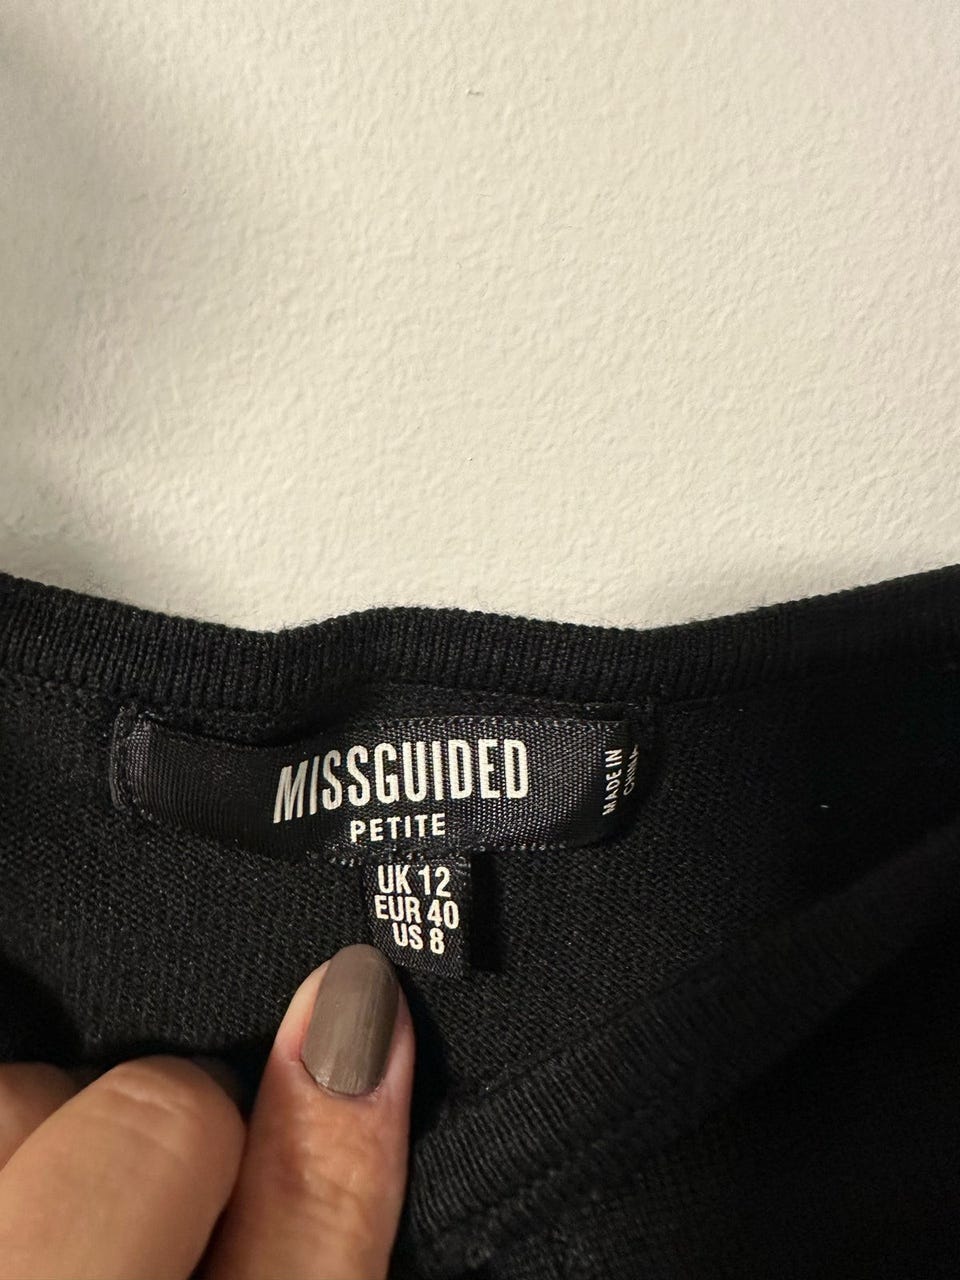 MISSGUIDED
PETITE
MADE IN
CHINA
UK 12
EUR 40
US 8